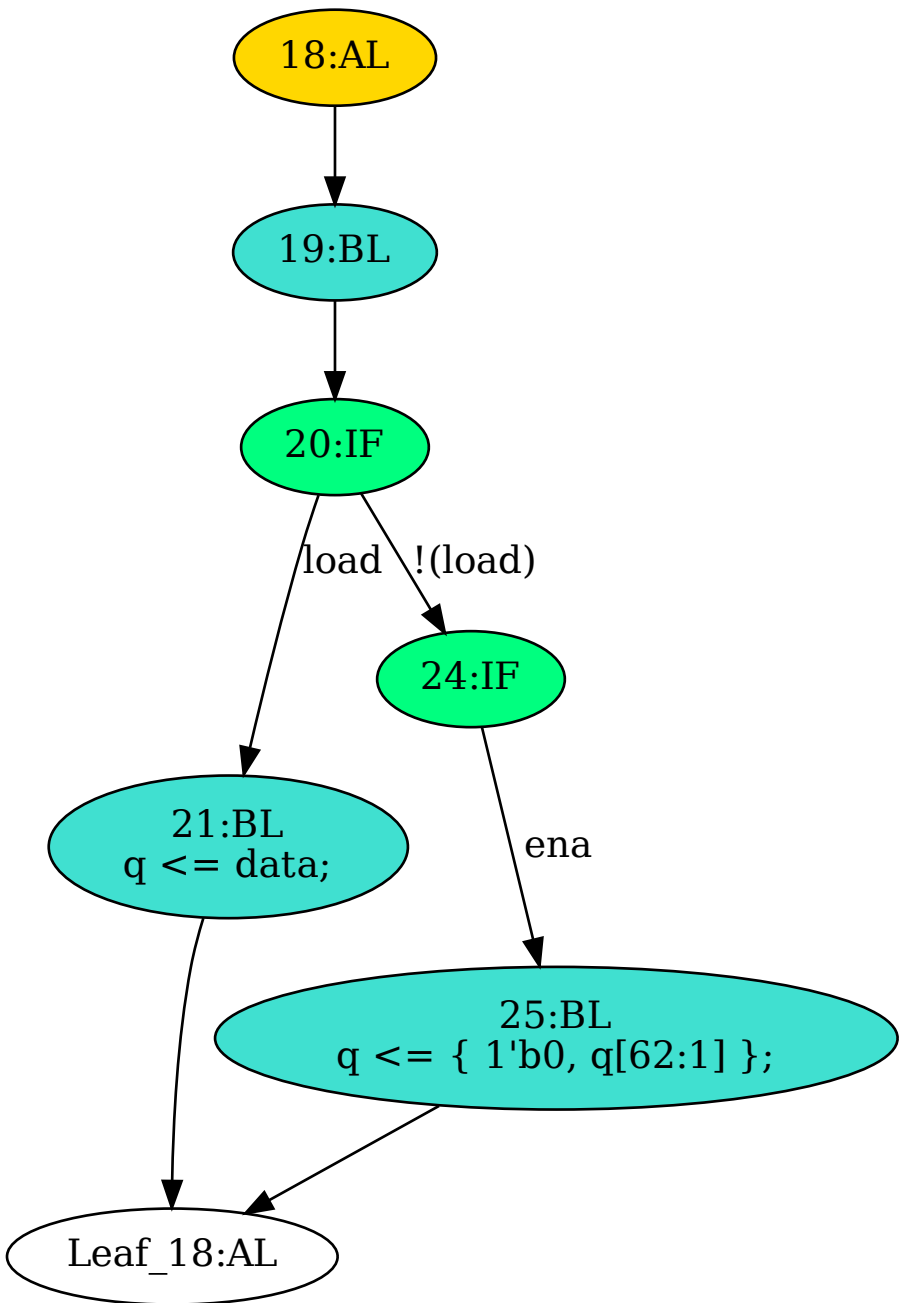 18:AL
19:BL
20:IF
load
!(load)
24:IF
21:BL
q <= data;
ena
25:BL
q <= { 1'b0, q[62:1] };
Leaf_18:AL